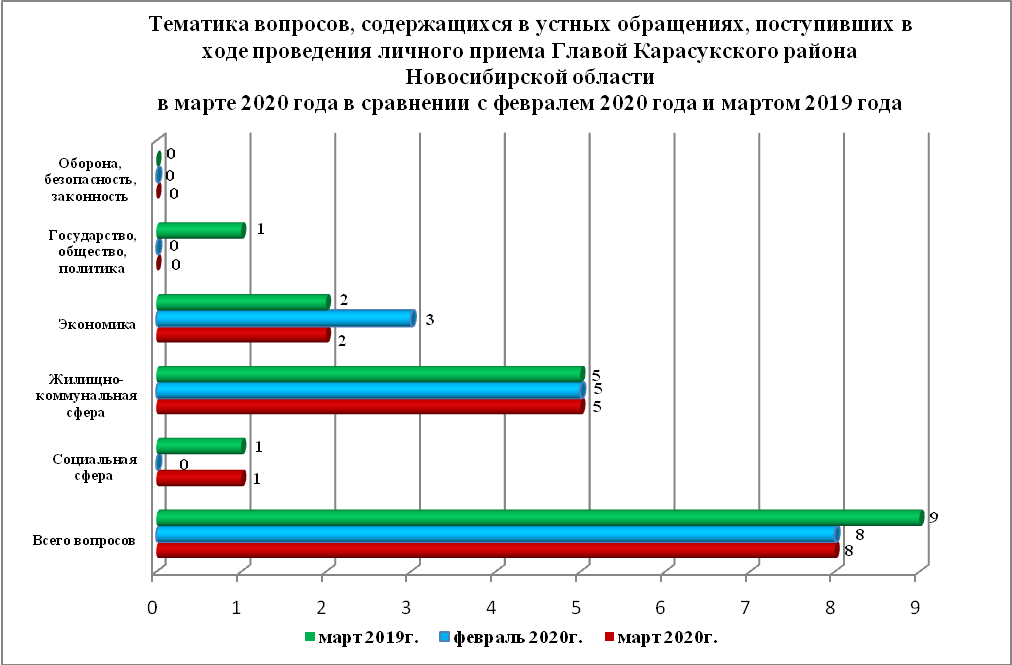 Тематика вопросов, содержащихся в устных обращениях, поступивших в
ходе проведения личного приема Главой Карасукского района
Новосибирской области
в марте 2020 года в сравнении с февралем 2020 года и мартом 2019 года
Оборона,
безопасность,
законность
0
0
0
Государство,
общество,
политика
1
0
0
Экономика
2
3
2
Жилищно-
коммунальная
сфера
5
5
5
Социальная
сфера
1
0
1
Всего вопросов
9
8
8
0 1 2 3 4 5 6 7 8 9
март 2019г. февраль 2020г. март 2020г.